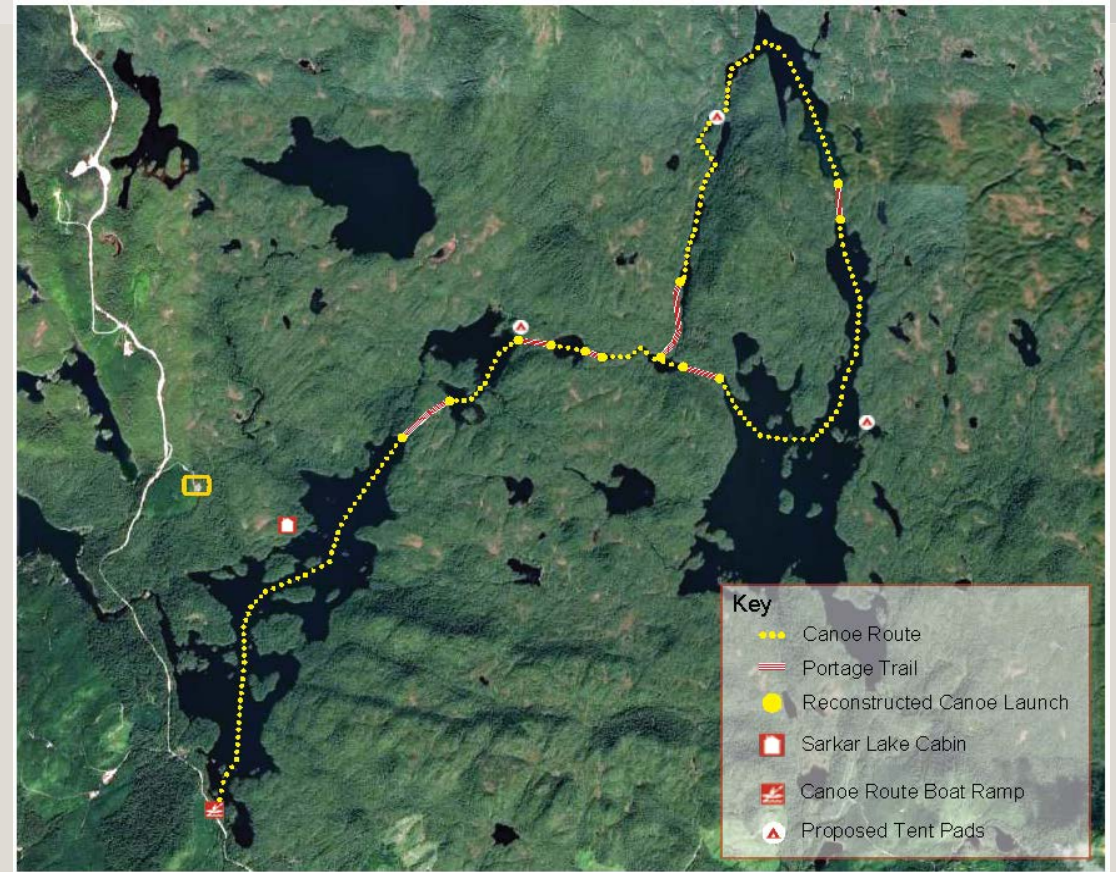 Key
Canoe Route
Portage Trail
Reconstructed Canoe Launch
Sarkar Lake Cabin
Canoe Route Boat Ramp
Proposed Tent Pads